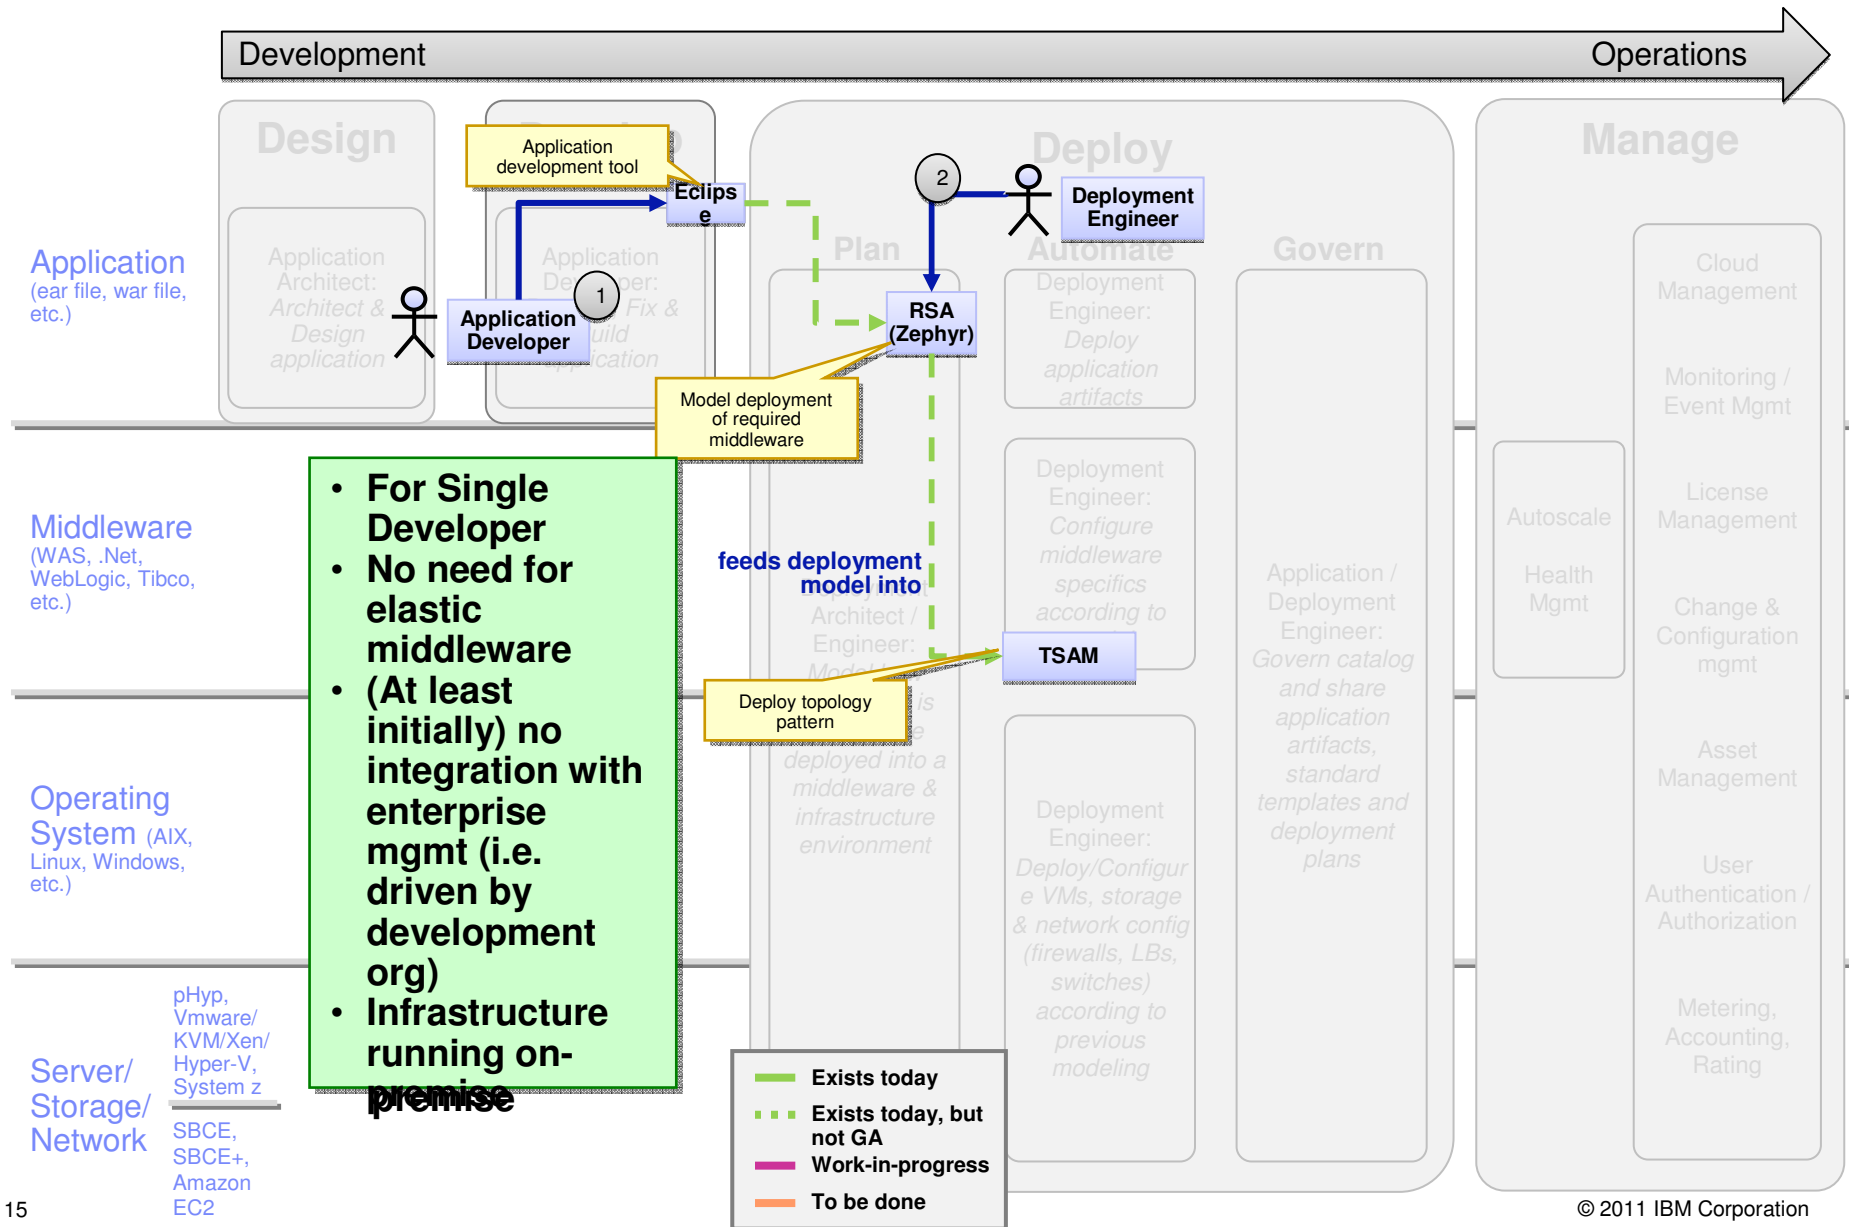 Development
Operations
Design
Deploy
Manage
Application
development tool
Eclips
e
2
Deployment
Engineer
Plan
Automate
Govern
Application
(ear file, war file,
etc.)
Application
Architect:
Architect &
Design
application
Application
Developer
1
Application
Fix &
RSA
(Zephyr)
Deployment
Engineer:
Deploy
application
artifacts
Model deployment
of required
middleware
Cloud
Management
Monitoring /
Event Mgmt
License
Management
Change &
Configuration
mgmt
Asset
Management
User
Authentication /
Authorization
Metering,
Accounting,
Rating
Middleware
(WAS, .Net,
WebLogic, Tibco,
etc.)
• For Single
Developer
• No need for
elastic
middleware
• (At least
initially) no
integration with
enterprise
mgmt (i.e.
driven by
development
org)
• Infrastructure
running on-
premise
feeds deployment
model into
Architect /
Engineer:
is
deployed into a
middleware &
infrastructure
environment
Deployment
Engineer:
Configure
middleware
specifics
according to
TSAM
Deploy topology
pattern
Deployment
Engineer:
Deploy/Configur
e VMs, storage
& network config
(firewalls, LBs,
switches)
according to
previous
modeling
Application /
Deployment
Engineer:
Govern catalog
and share
application
artifacts,
standard
templates and
deployment
plans
Autoscale
Health
Mgmt
Operating
System (AIX,
Linux, Windows,
etc.)
Server/
Storage/
Network
pHyp,
Vmware/
KVM/Xen/
Hyper-V,
System z
SBCE,
SBCE+,
Amazon
EC2
Exists today
Exists today, but
not GA
Work-in-progress
To be done
15
© 2011 IBM Corporation